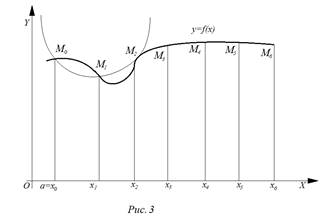 Y
y=f(x)
M₀ M₁ M₂ M₃ M₄ M₅ M₆
O a=x₀ x₁ x₂ x₃ x₄ x₅ x₆ X
Рис. 3